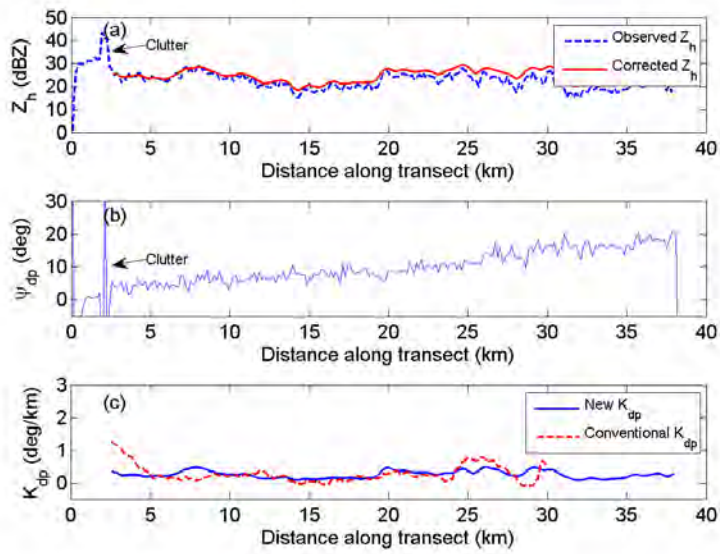 (a)
50
40
30
20
10
0
Z_h (dBZ)
Clutter
Observed Z_h
Corrected Z_h
0 5 10 15 20 25 30 35 40
Distance along transect (km)
(b)
30
20
10
0
Ψ_dp (deg)
Clutter
0 5 10 15 20 25 30 35 40
Distance along transect (km)
(c)
3
2
1
0
K_dp (deg/km)
New K_dp
Conventional K_dp
0 5 10 15 20 25 30 35 40
Distance along transect (km)